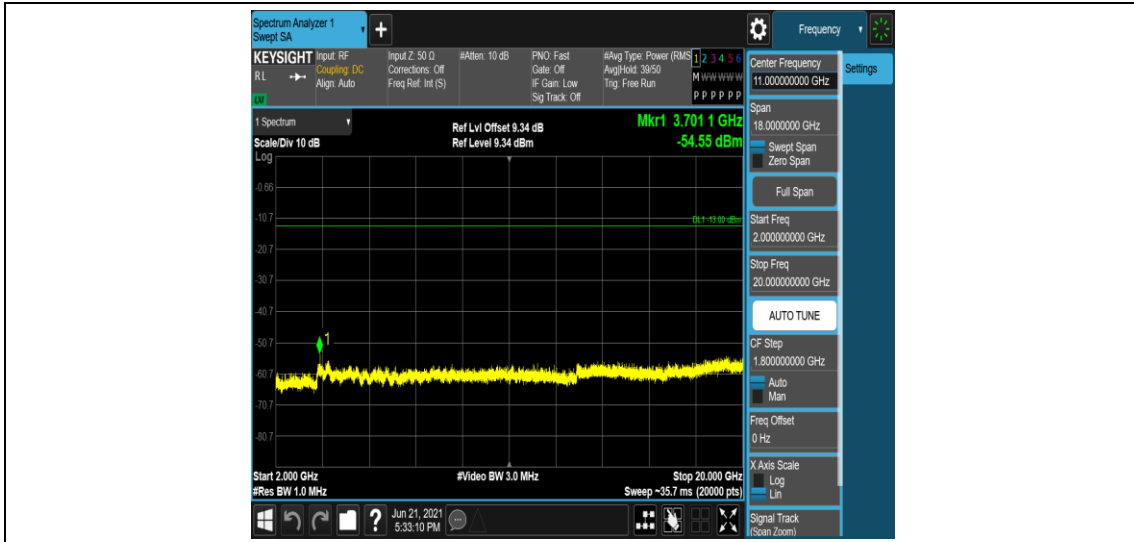 Spectrum Analyzer 1
Swept SA
+
Frequency
KEYSIGHT
RL
Input: RF
Coupling: DC
Align: Auto
Input Z: 50 Ω
Corrections: Off
Freq Ref: Int (S)
#Atten: 10 dB
PNO: Fast
Gate: Off
IF Gain: Low
Sig Track: Off
#Avg Type: Power (RMS
Avg|Hold: 39/50
Trig: Free Run
1 2 3 4 5 6
M W W W W W
P P P P P P
1 Spectrum
Scale/Div 10 dB
Log
Ref Lvl Offset 9.34 dB
Ref Level 9.34 dBm
Mkr1 3.701 1 GHz
-54.55 dBm
-0.66
-10.7
-20.7
-30.7
-40.7
-50.7
-60.7
-70.7
-80.7
DL1 -13.00 dBm
1
Start 2.000 GHz
#Res BW 1.0 MHz
#Video BW 3.0 MHz
Stop 20.000 GHz
Sweep ~35.7 ms (20000 pts)
Center Frequency
11.000000000 GHz
Settings
Span
18.0000000 GHz
Swept Span
Zero Span
Full Span
Start Freq
2.000000000 GHz
Stop Freq
20.000000000 GHz
AUTO TUNE
CF Step
1.800000000 GHz
Auto
Man
Freq Offset
0 Hz
X Axis Scale
Log
Lin
Signal Track
(Span Zoom)
?
Jun 21, 2021
5:33:10 PM